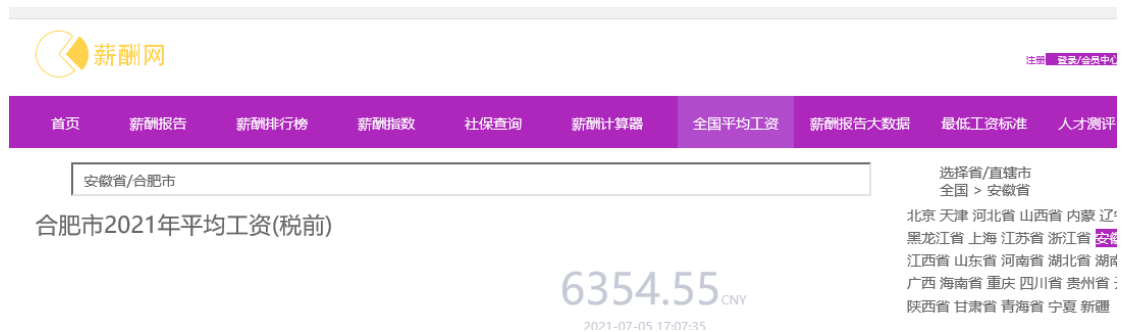 薪酬网
注册 登录/会员中心
首页 薪酬报告 薪酬排行榜 薪酬指数 社保查询 薪酬计算器 全国平均工资 薪酬报告大数据 最低工资标准 人才测评
安徽省/合肥市
选择省/直辖市
全国 > 安徽省
合肥市2021年平均工资(税前)
北京 天津 河北省 山西省 内蒙 辽
黑龙江省 上海 江苏省 浙江省 安徽
江西省 山东省 河南省 湖北省 湖南
广西 海南省 重庆 四川省 贵州省
陕西省 甘肃省 青海省 宁夏 新疆
6354.55 CNY
2021-07-05 17:07:35